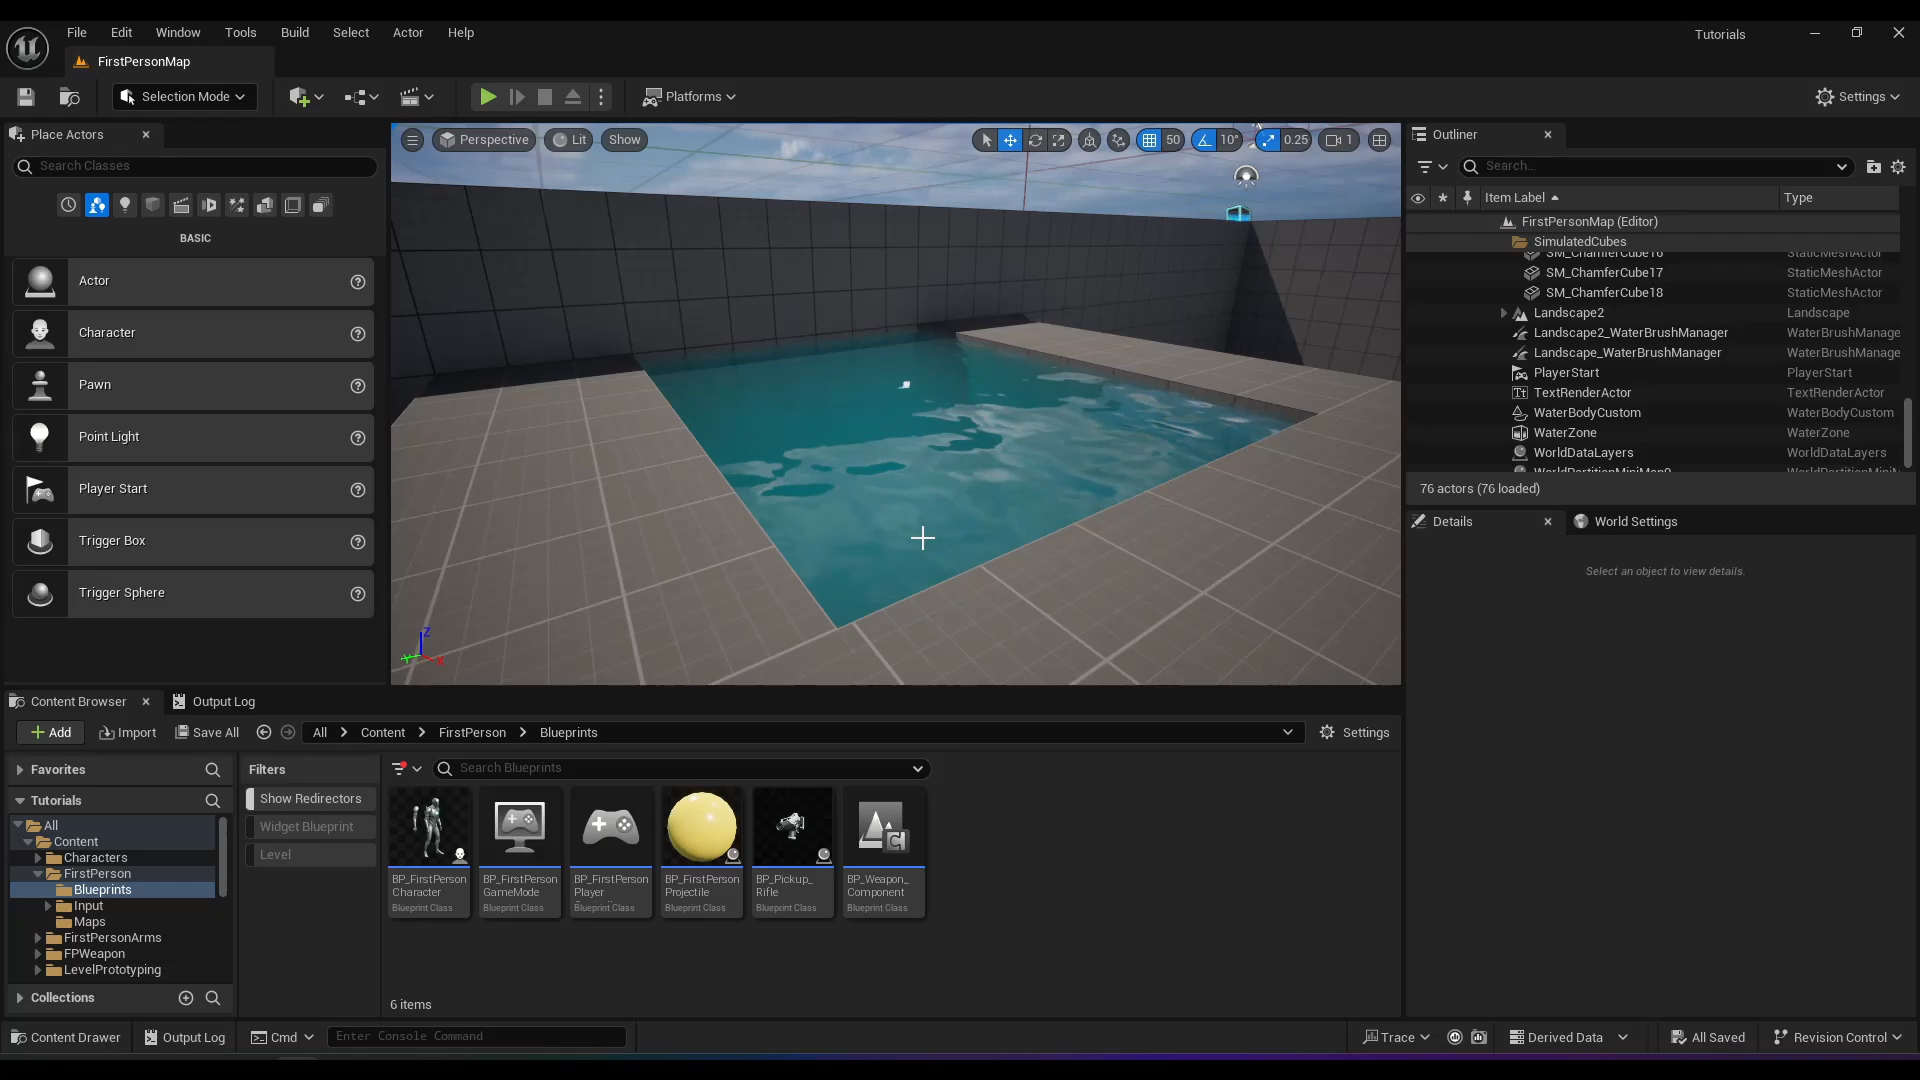 File Edit Window Tools Build Select Actor Help
Tutorials
FirstPersonMap
Selection Mode
Platforms
Settings
Place Actors
Search Classes
BASIC
Actor
Character
Pawn
Point Light
Player Start
Trigger Box
Trigger Sphere
Perspective Lit Show
50 10° 0.25 1
Z
Y X
Outliner
Search...
Item Label Type
FirstPersonMap (Editor)
SimulatedCubes
SM_ChamferCube16 StaticMeshActor
SM_ChamferCube17 StaticMeshActor
SM_ChamferCube18 StaticMeshActor
Landscape2 Landscape
Landscape2_WaterBrushManager WaterBrushManage
Landscape_WaterBrushManager WaterBrushManage
PlayerStart PlayerStart
TextRenderActor TextRenderActor
WaterBodyCustom WaterBodyCustom
WaterZone WaterZone
WorldDataLayers WorldDataLayers
WorldPartitionMiniMap0 WorldPartitionMiniM
76 actors (76 loaded)
Details World Settings
Select an object to view details.
Content Browser Output Log
Add Import Save All All Content FirstPerson Blueprints Settings
Favorites
Tutorials
All
Content
Characters
FirstPerson
Blueprints
Input
Maps
FirstPersonArms
FPWeapon
LevelPrototyping
Collections
Filters
Show Redirectors
Widget Blueprint
Level
Search Blueprints
BP_FirstPerson
Character
Blueprint Class
BP_FirstPerson
GameMode
Blueprint Class
BP_FirstPerson
Player
Blueprint Class
BP_FirstPerson
Projectile
Blueprint Class
BP_Pickup_
Rifle
Blueprint Class
BP_Weapon_
Component
Blueprint Class
6 items
Content Drawer Output Log Cmd Enter Console Command Trace Derived Data All Saved Revision Control